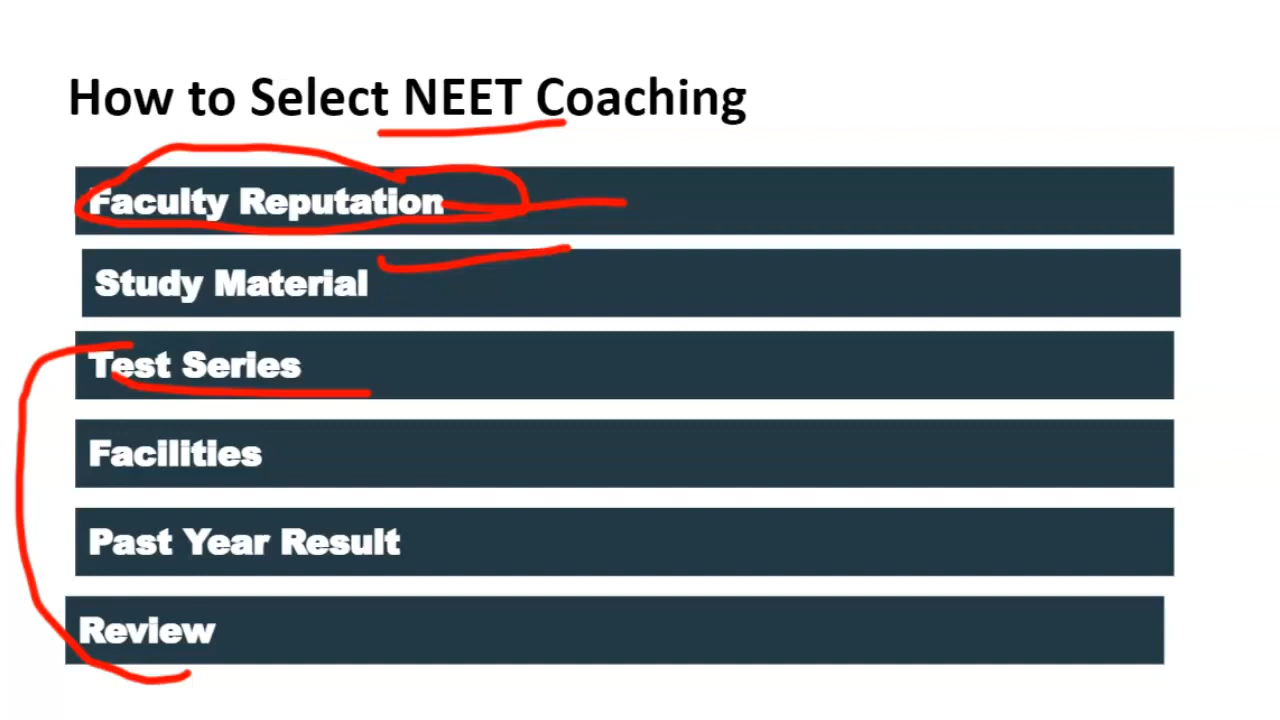 How to Select NEET Coaching
Faculty Reputation
Study Material
Test Series
Facilities
Past Year Result
Review